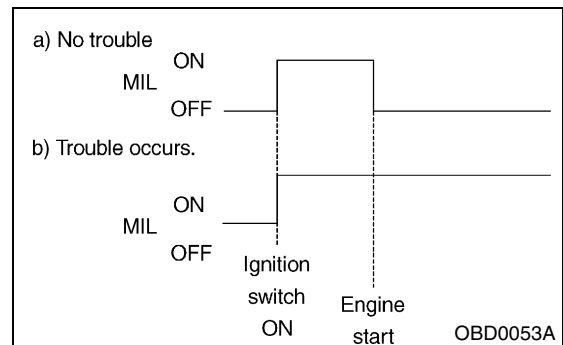 a) No trouble
ON
MIL
OFF
b) Trouble occurs.
ON
MIL
OFF
Ignition
switch
ON
Engine
start
OBD0053A